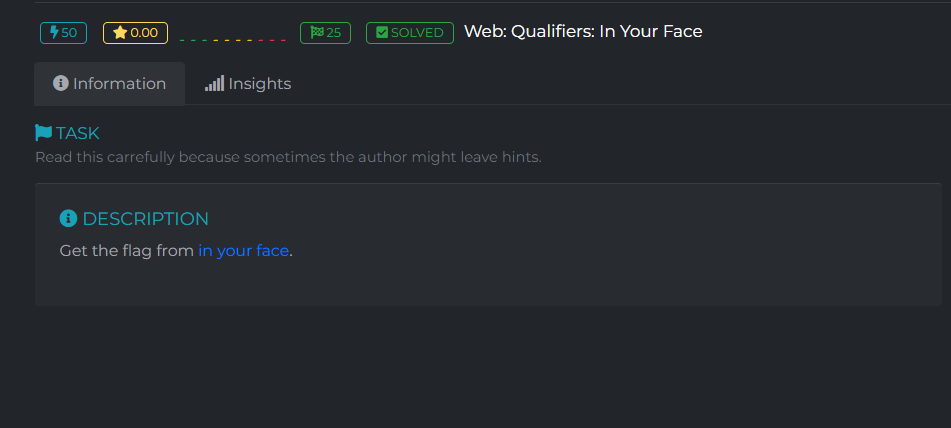 50 0.00 - - - - - - - - - - 25 SOLVED Web: Qualifiers: In Your Face
Information Insights
TASK
Read this carrefully because sometimes the author might leave hints.
DESCRIPTION
Get the flag from in your face.